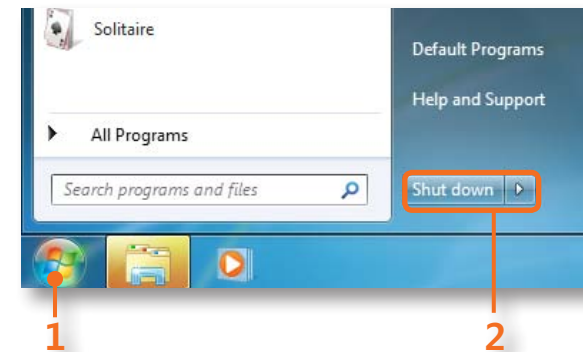 Solitaire
Default Programs
Help and Support
All Programs
Search programs and files
Shut down
1
2